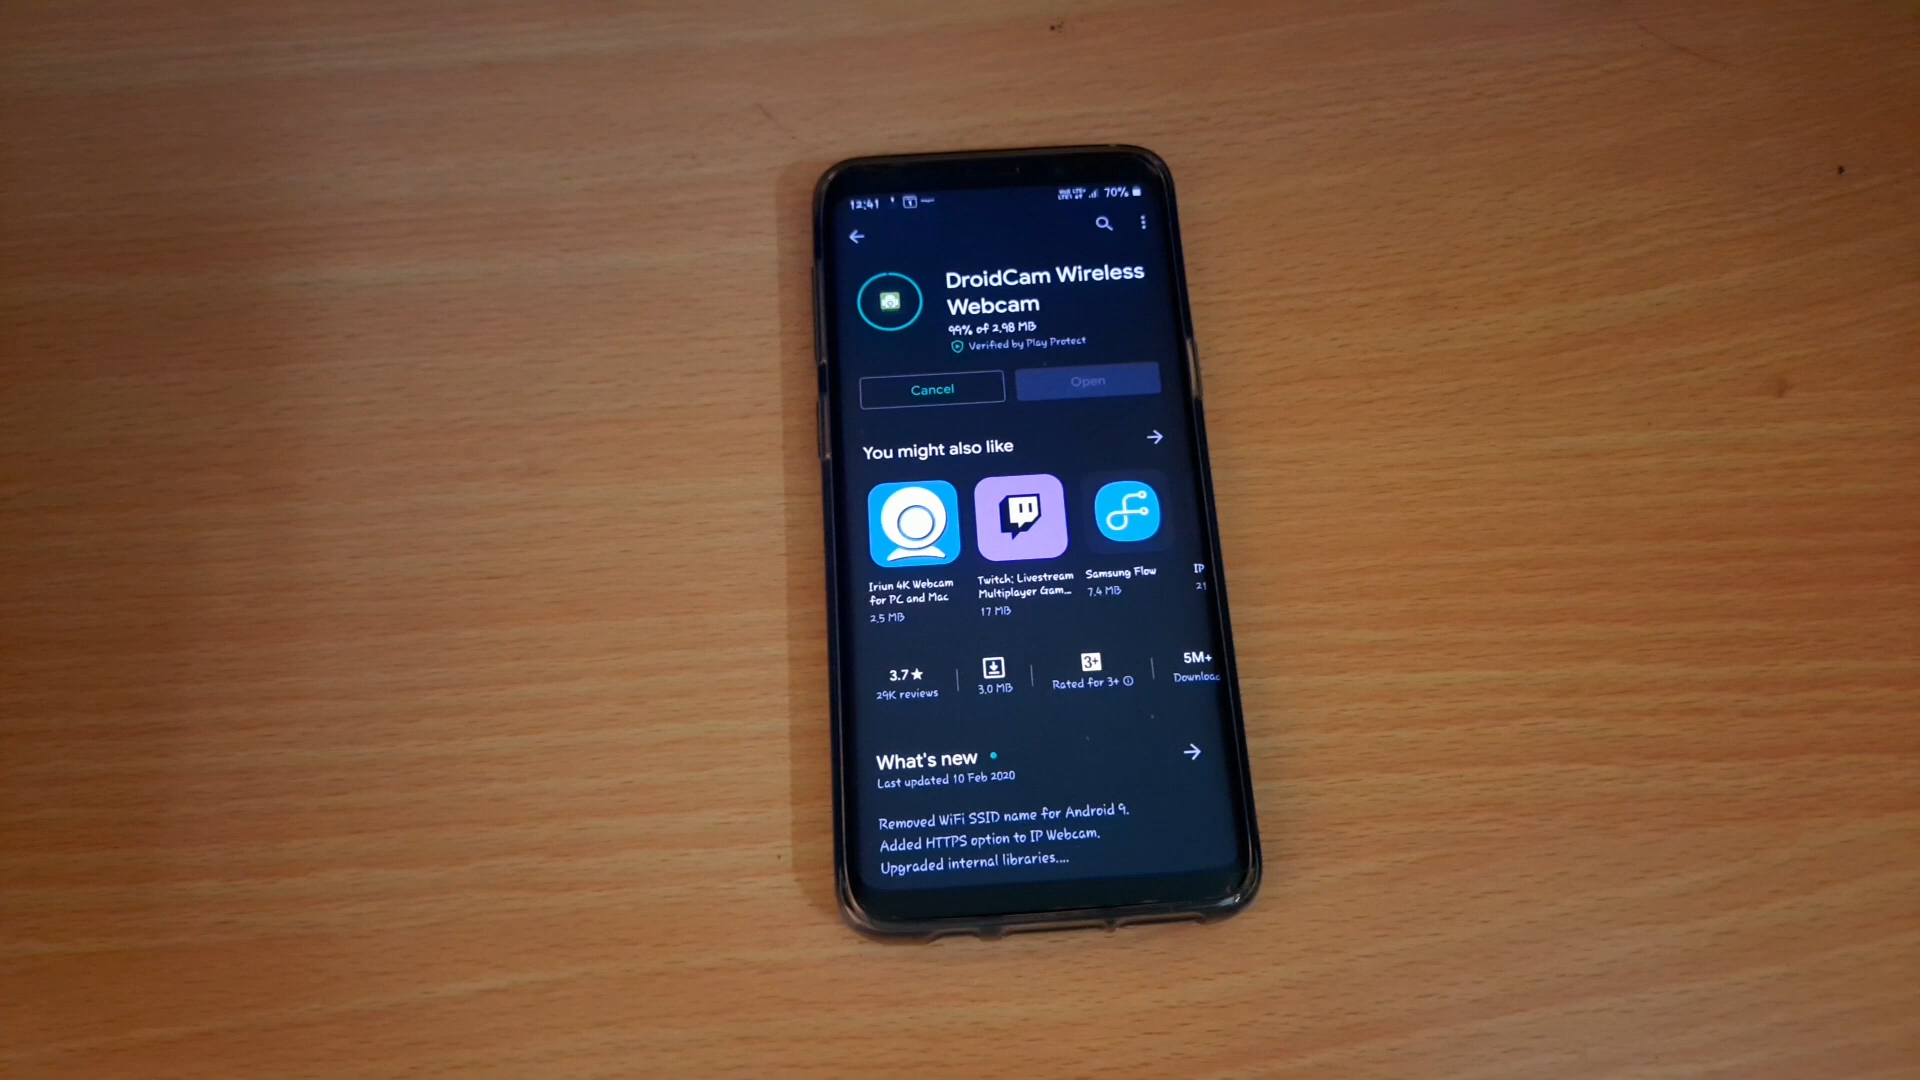 12:41
70%
DroidCam Wireless
Webcam
99% of 2.98 MB
Verified by Play Protect
Cancel
Open
You might also like
Iriun 4K Webcam
for PC and Mac
2.5 MB
Twitch: Livestream
Multiplayer Gam...
17 MB
Samsung Flow
7.4 MB
IP
21
3.7★
29K reviews
3.0 MB
3+
Rated for 3+
5M+
Downloac
What's new
Last updated 10 Feb 2020
Removed WiFi SSID name for Android 9.
Added HTTPS option to IP Webcam.
Upgraded internal libraries....